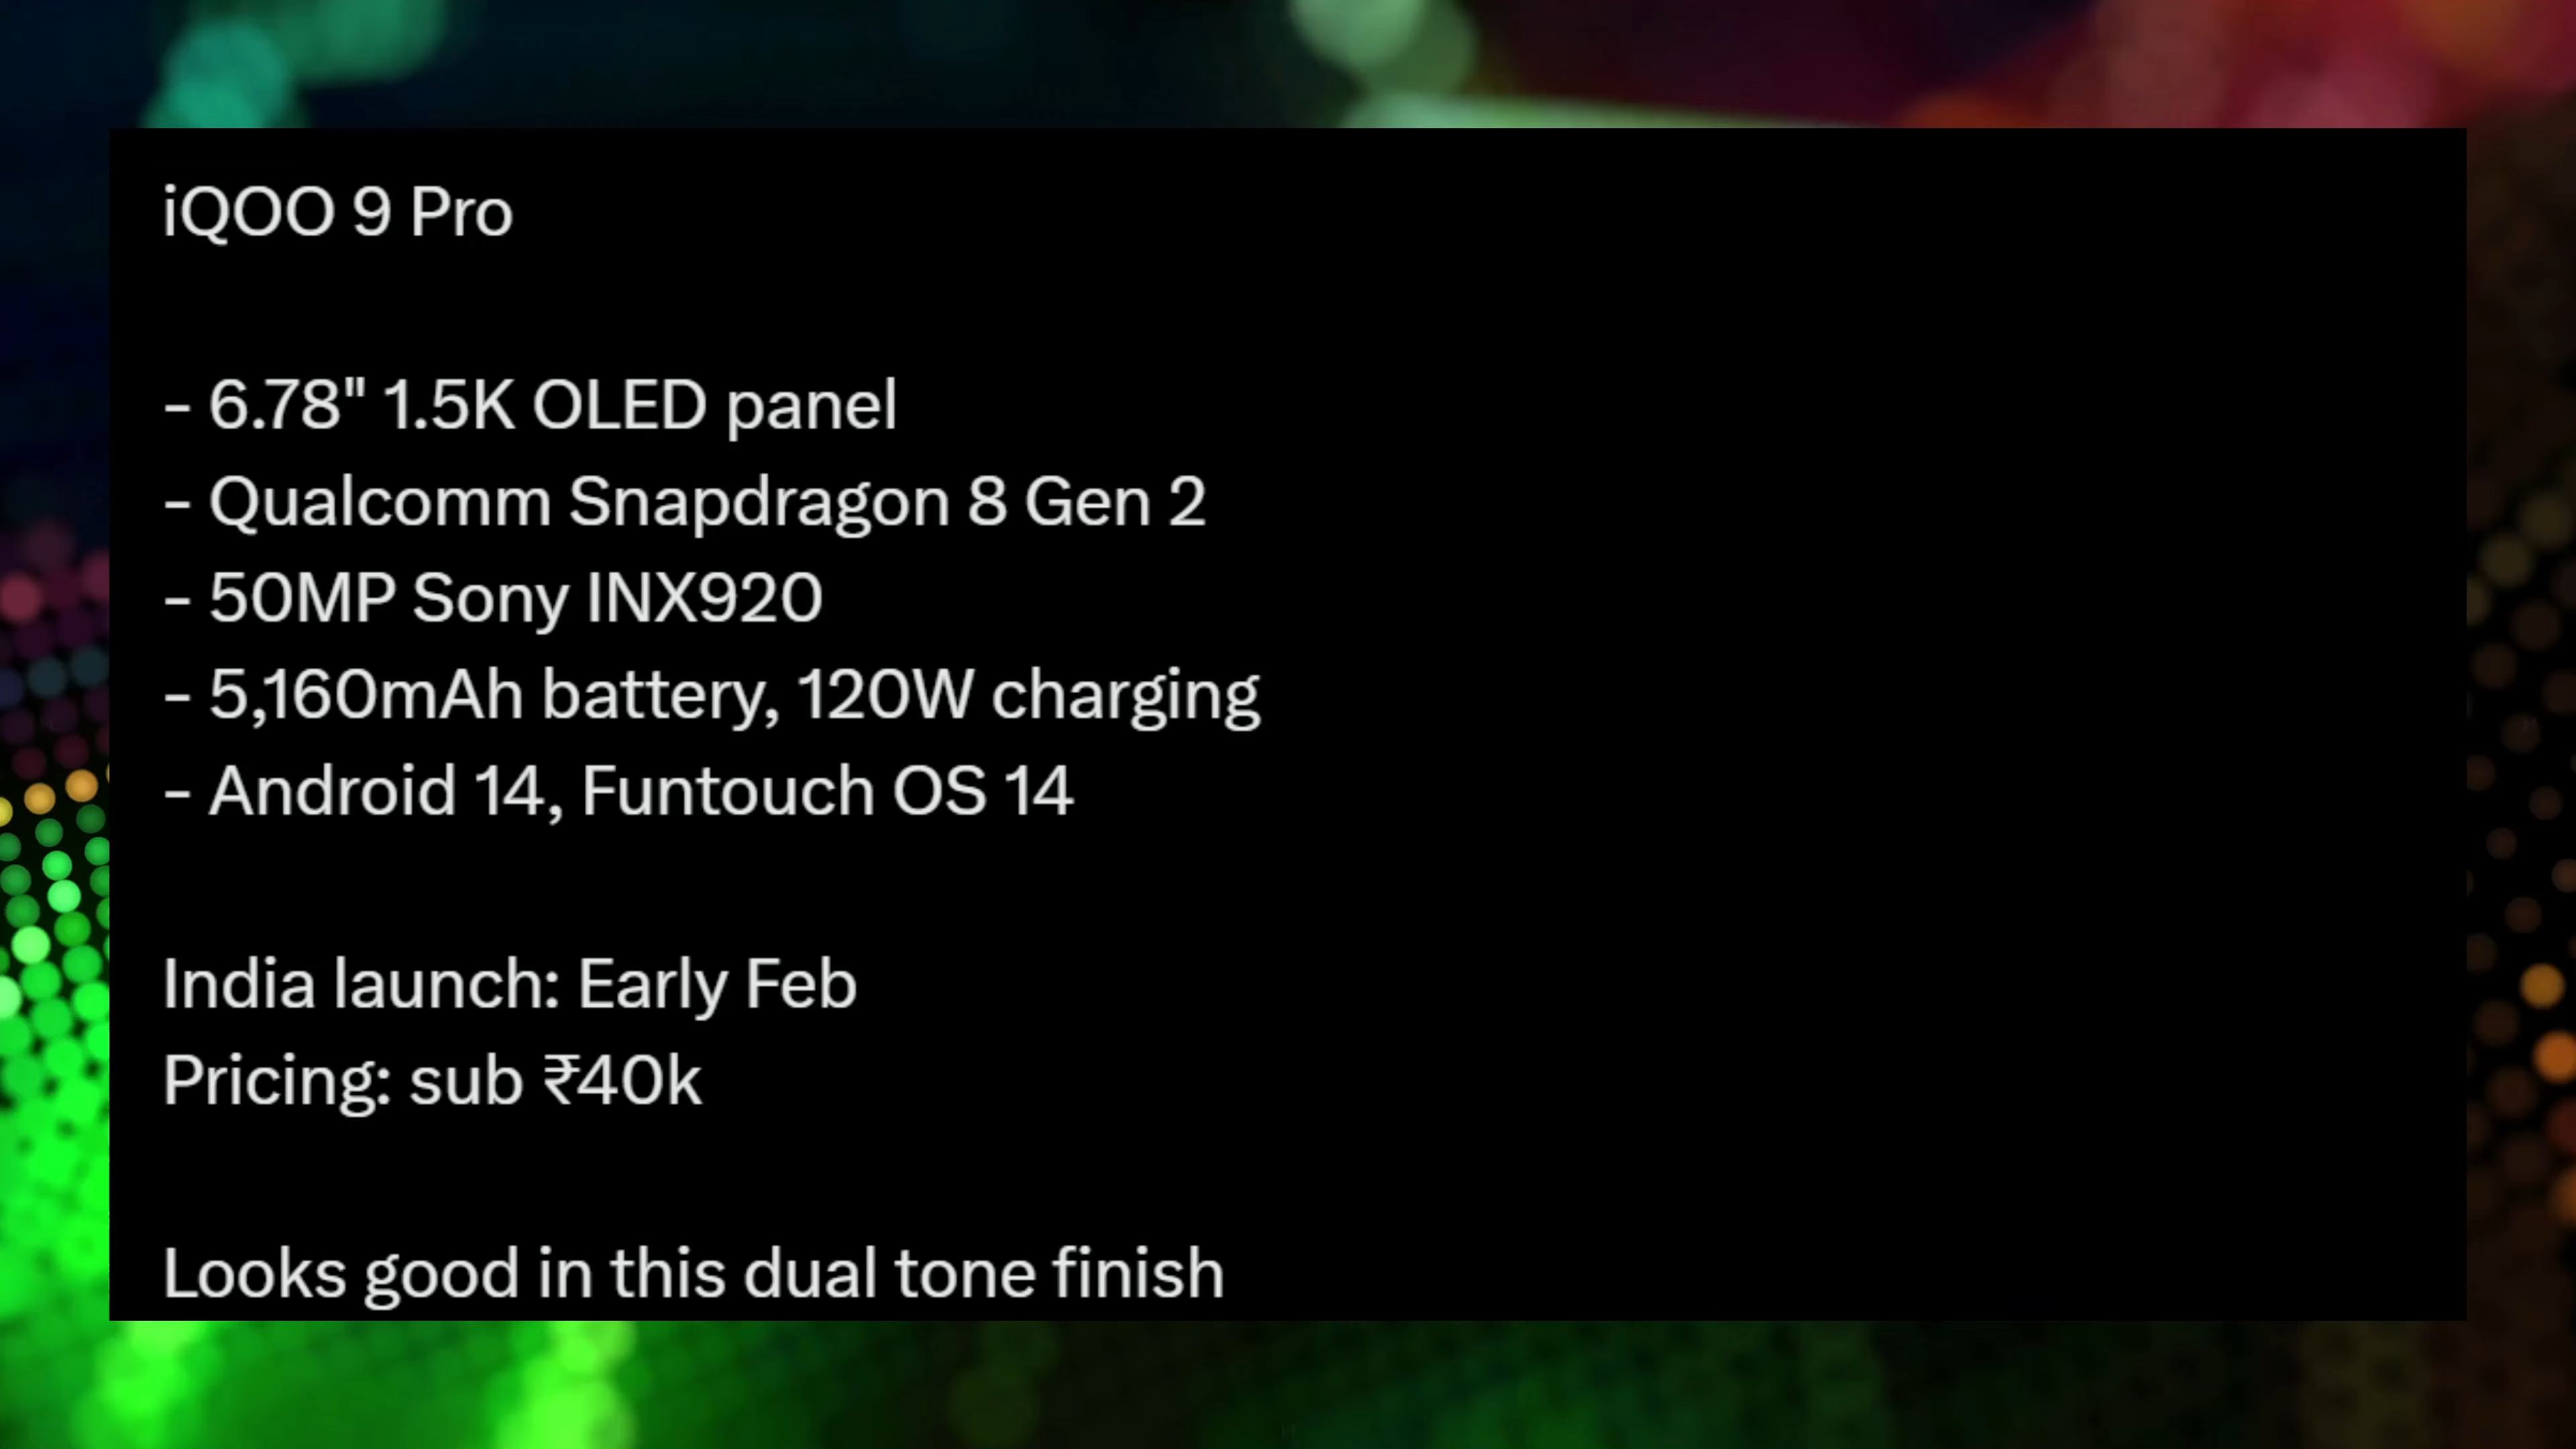 iQOO 9 Pro
- 6.78" 1.5K OLED panel
- Qualcomm Snapdragon 8 Gen 2
- 50MP Sony INX920
- 5,160mAh battery, 120W charging
- Android 14, Funtouch OS 14
India launch: Early Feb
Pricing: sub ₹40k
Looks good in this dual tone finish